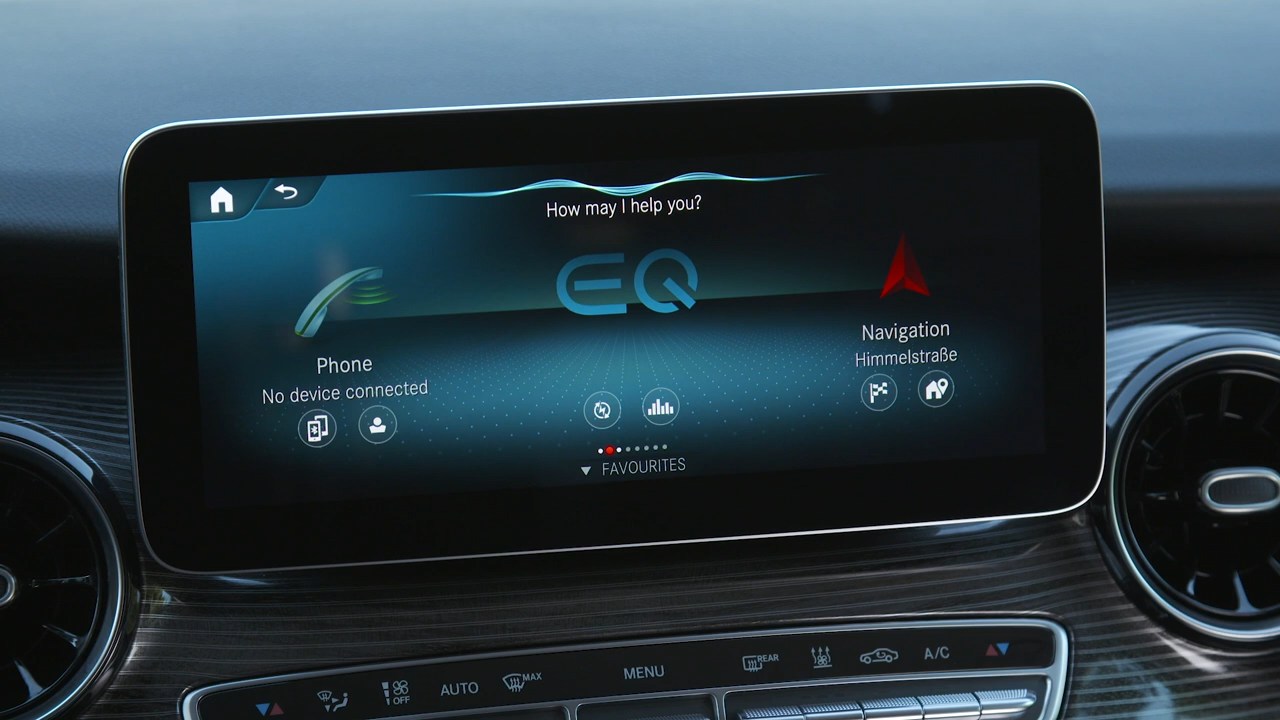 How may I help you?
EQ
Phone
No device connected
Navigation
Himmelstraße
FAVOURITES
OFF
AUTO
MAX
MENU
REAR
A/C